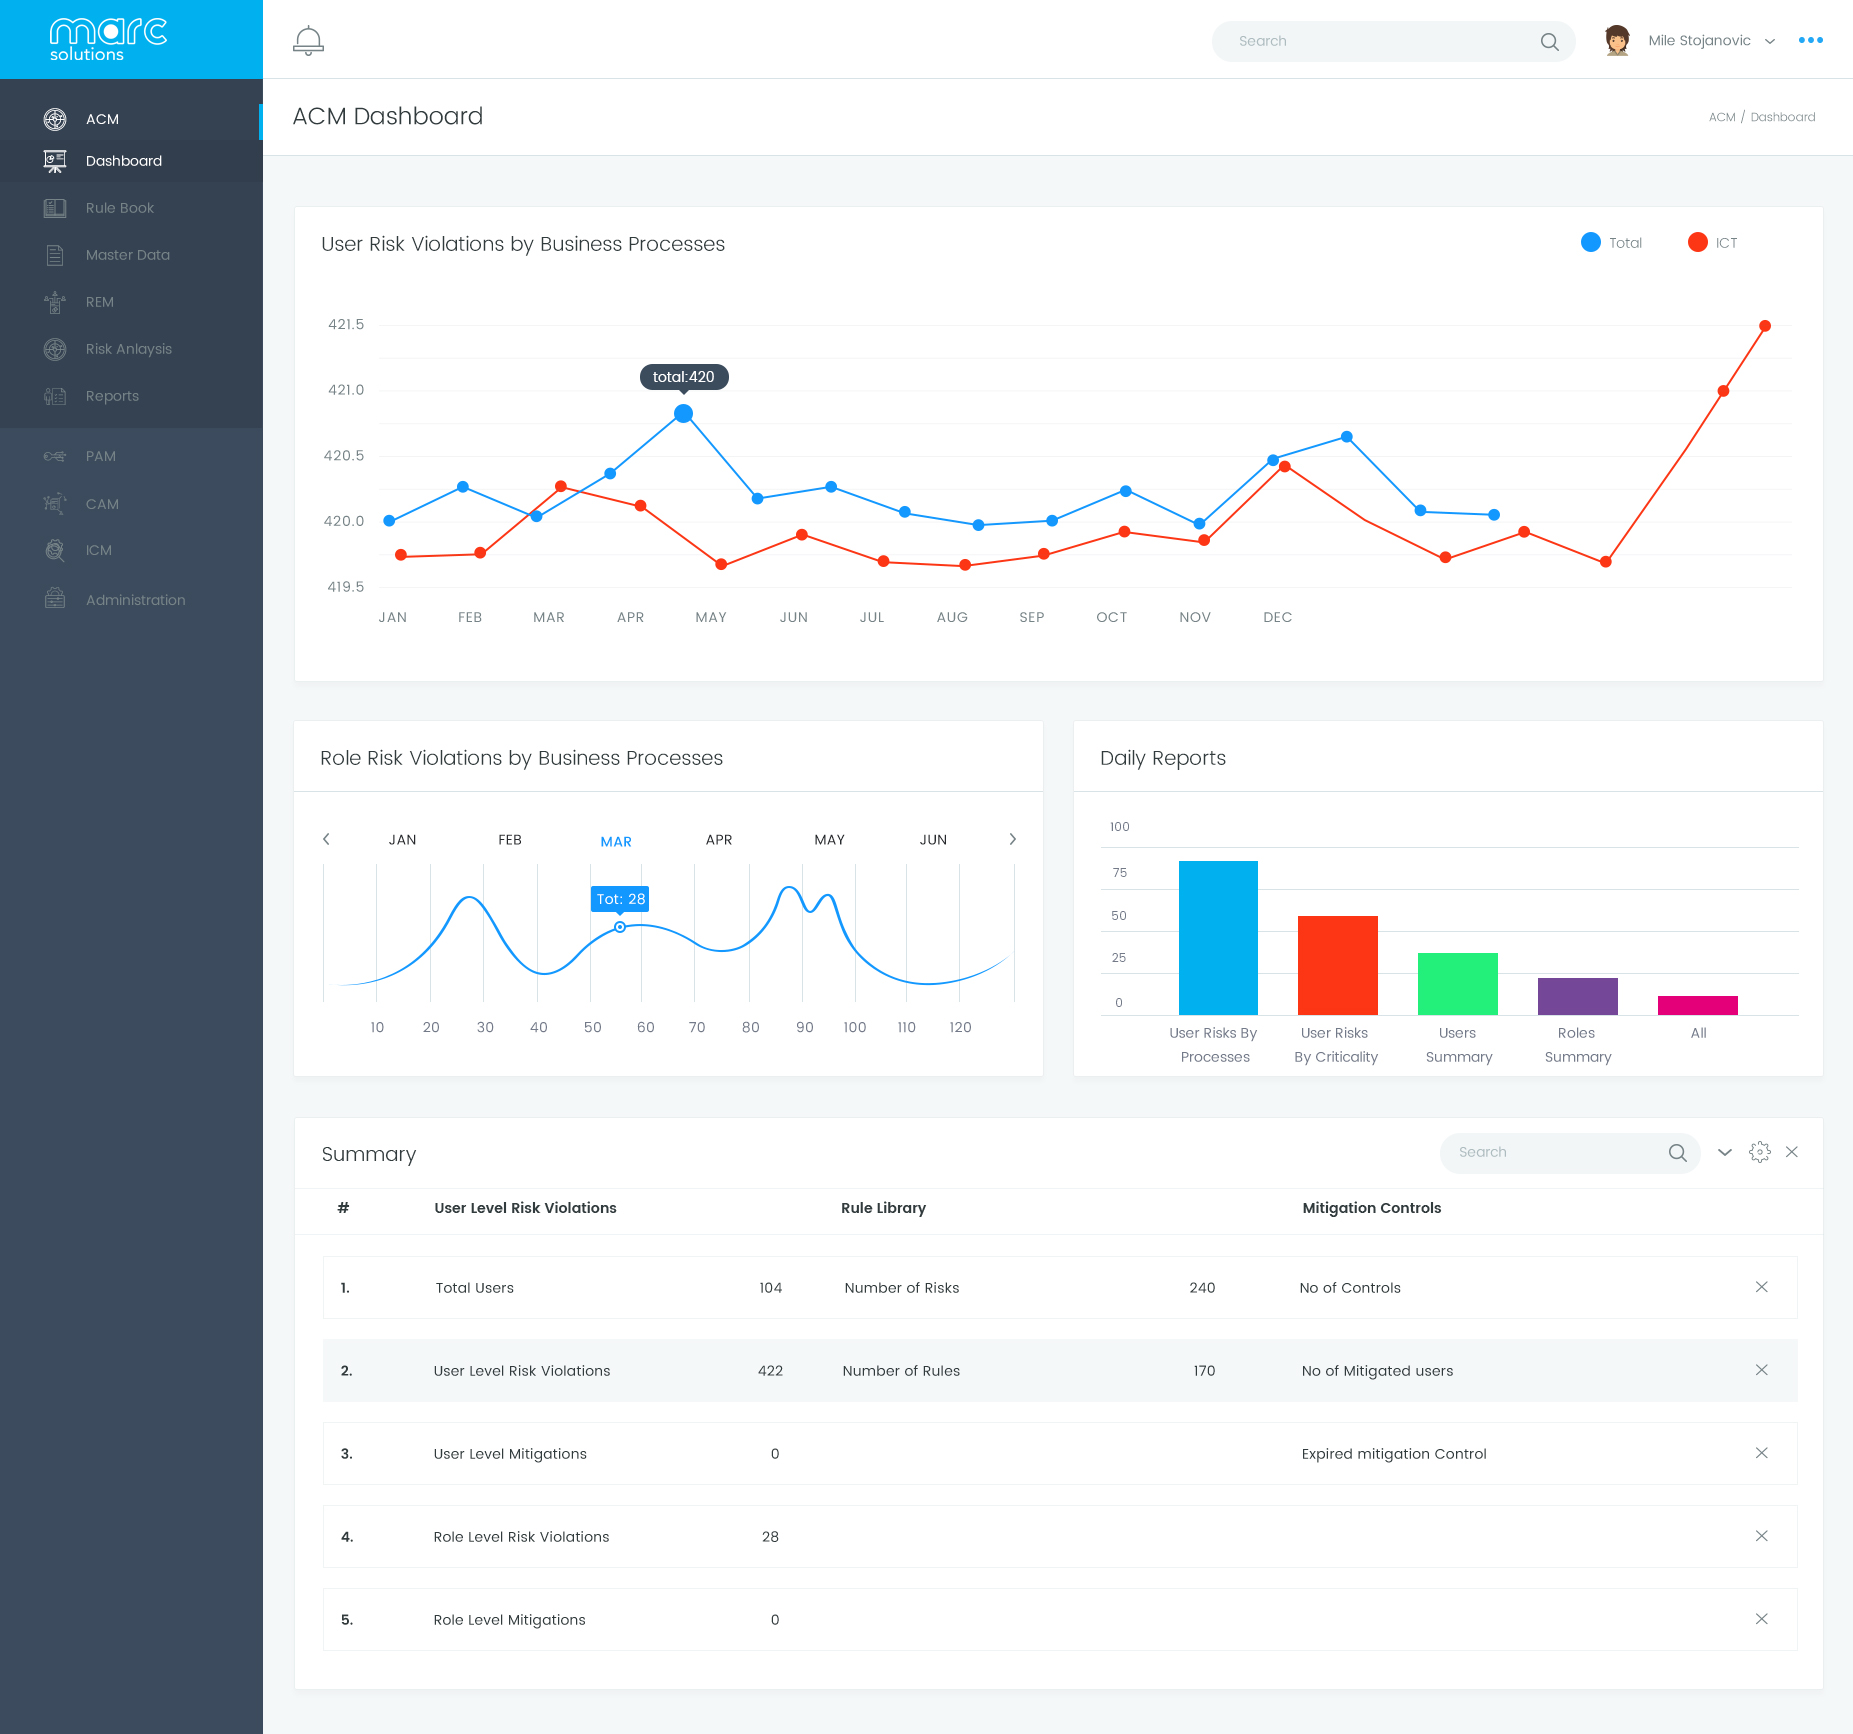 marc
solutions
Search
Mile Stojanovic
ACM
Dashboard
Rule Book
Master Data
REM
Risk Anlaysis
Reports
PAM
CAM
ICM
Administration
ACM Dashboard
ACM / Dashboard
User Risk Violations by Business Processes
Total
ICT
421.5
421.0
420.5
420.0
419.5
total:420
JAN FEB MAR APR MAY JUN JUL AUG SEP OCT NOV DEC
Role Risk Violations by Business Processes
JAN FEB MAR APR MAY JUN
Tot: 28
10 20 30 40 50 60 70 80 90 100 110 120
Daily Reports
100
75
50
25
0
User Risks By
Processes
User Risks
By Criticality
Users
Summary
Roles
Summary
All
Summary
Search
# User Level Risk Violations Rule Library Mitigation Controls
1. Total Users 104 Number of Risks 240 No of Controls
2. User Level Risk Violations 422 Number of Rules 170 No of Mitigated users
3. User Level Mitigations 0 Expired mitigation Control
4. Role Level Risk Violations 28
5. Role Level Mitigations 0